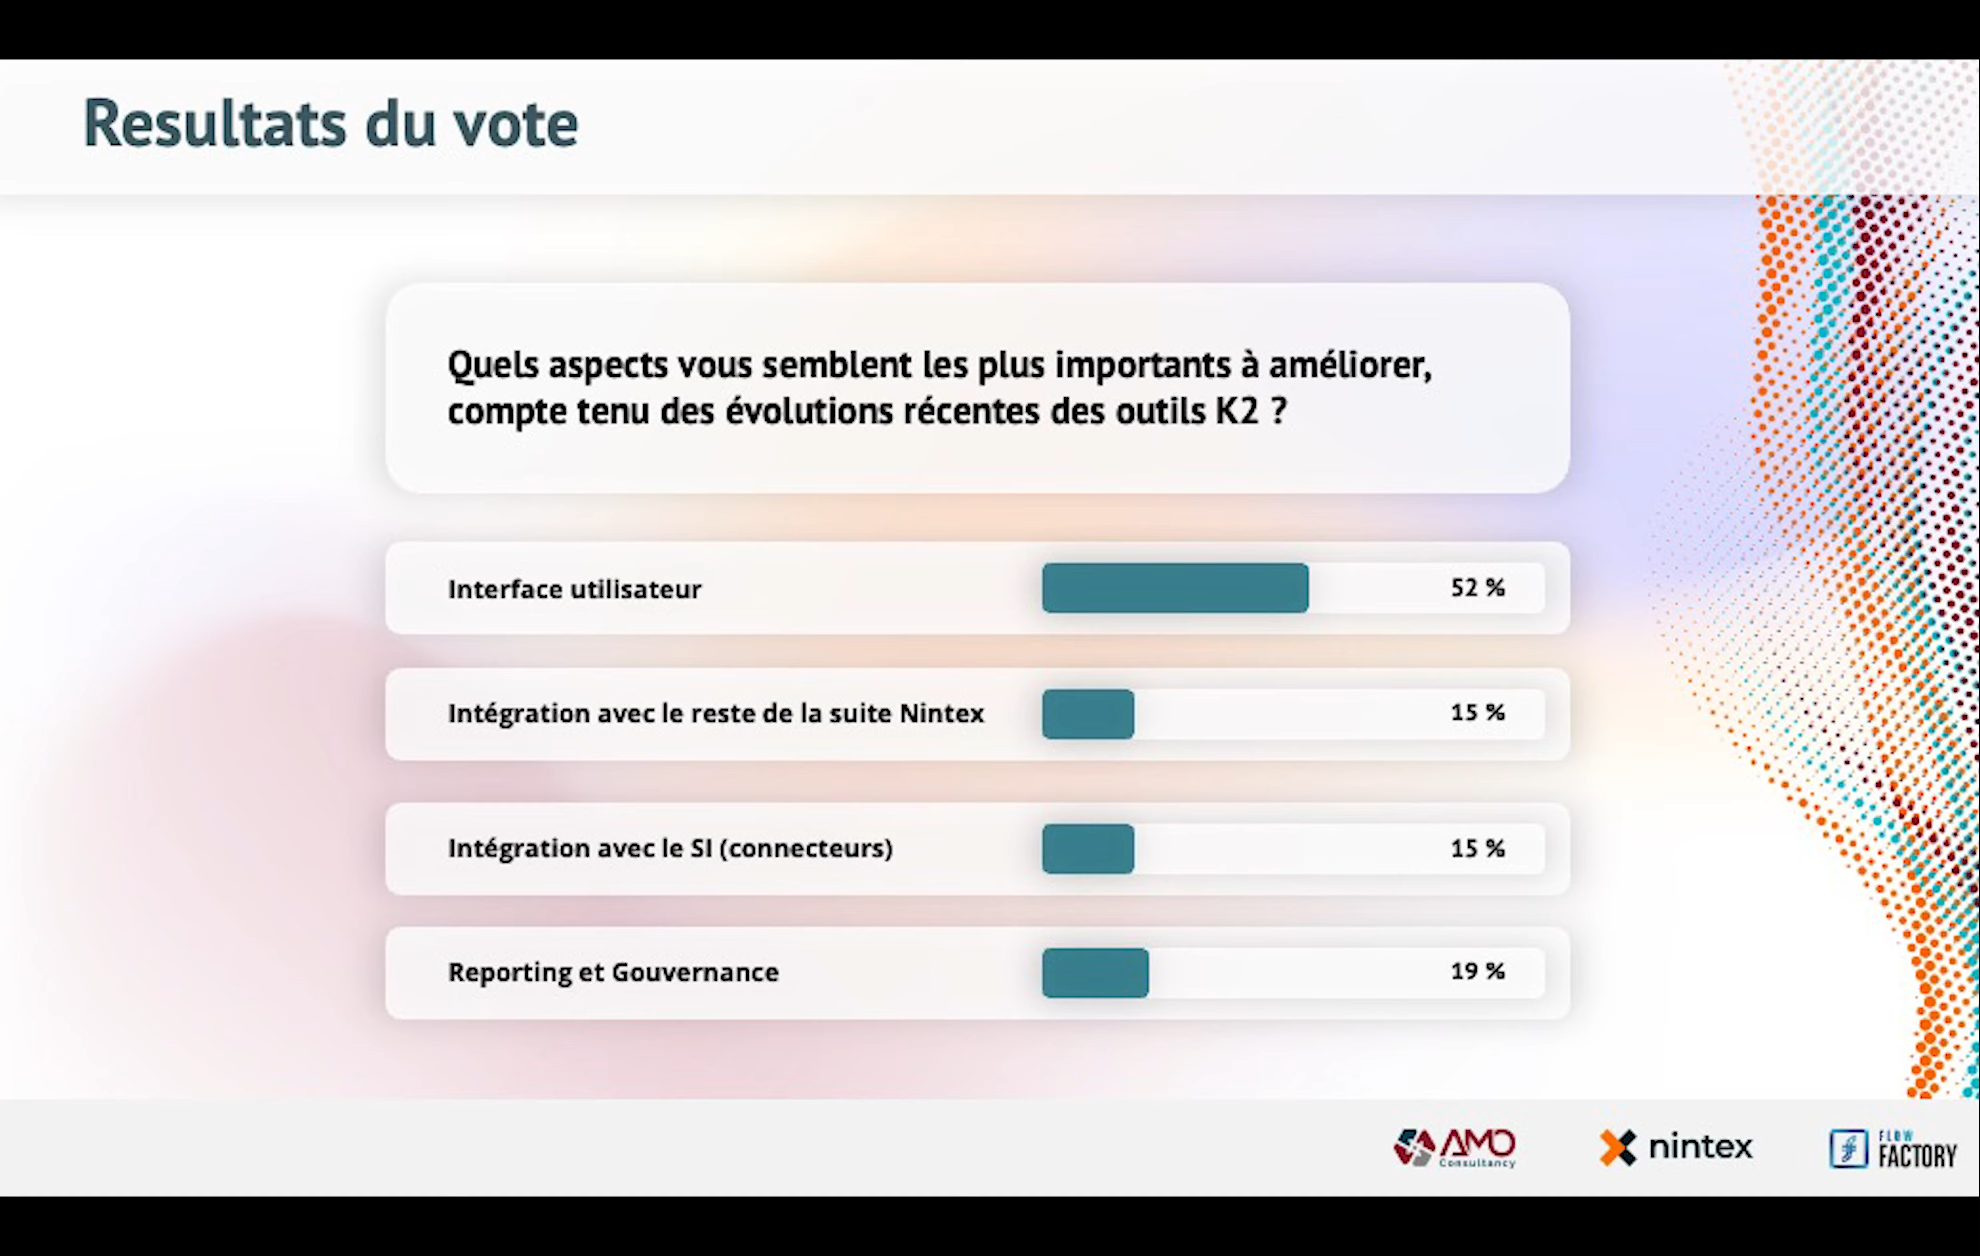 Resultats du vote
Quels aspects vous semblent les plus importants à améliorer,
compte tenu des évolutions récentes des outils K2 ?
Interface utilisateur 52 %
Intégration avec le reste de la suite Nintex 15 %
Intégration avec le SI (connecteurs) 15 %
Reporting et Gouvernance 19 %
AMO
Consultancy
nintex
FLOW
FACTORY